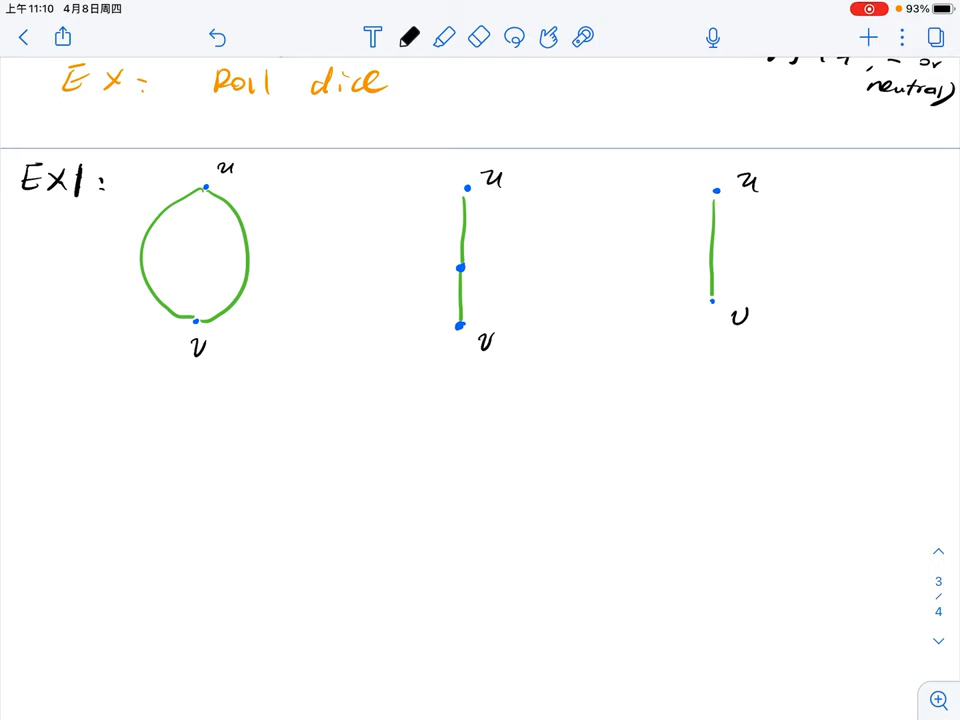 上午11:10 4月8日周四
93%
T
EX: Roll dice
or
neutral)
EX1:
u
u
u
v
v
v
3
/
4